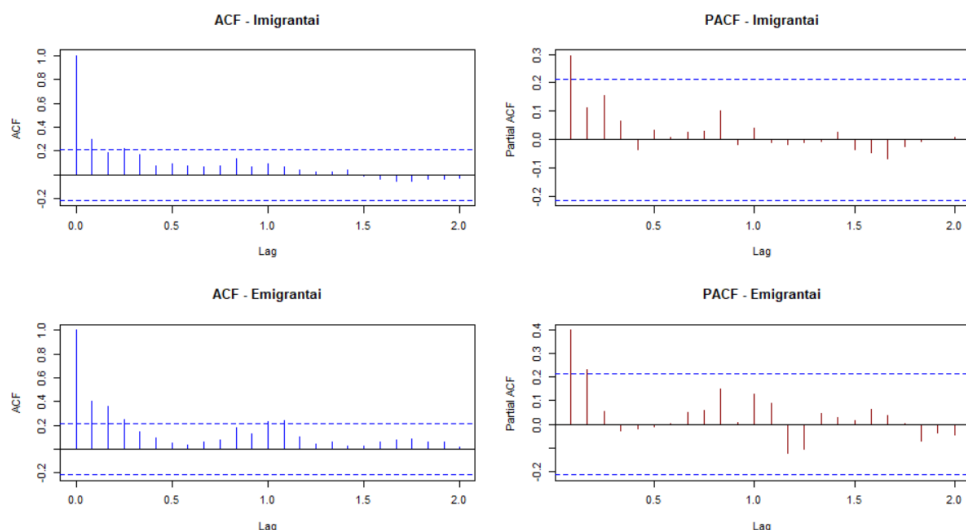 ACF - Imigrantai
ACF
1.0
0.8
0.6
0.4
0.2
-0.2
0.0 0.5 1.0 1.5 2.0
Lag
PACF - Imigrantai
Partial ACF
0.3
0.2
0.1
0.0
-0.1
-0.2
0.5 1.0 1.5 2.0
Lag
ACF - Emigrantai
ACF
1.0
0.8
0.6
0.4
0.2
-0.2
0.0 0.5 1.0 1.5 2.0
Lag
PACF - Emigrantai
Partial ACF
0.4
0.3
0.2
0.1
0.0
-0.2
0.5 1.0 1.5 2.0
Lag